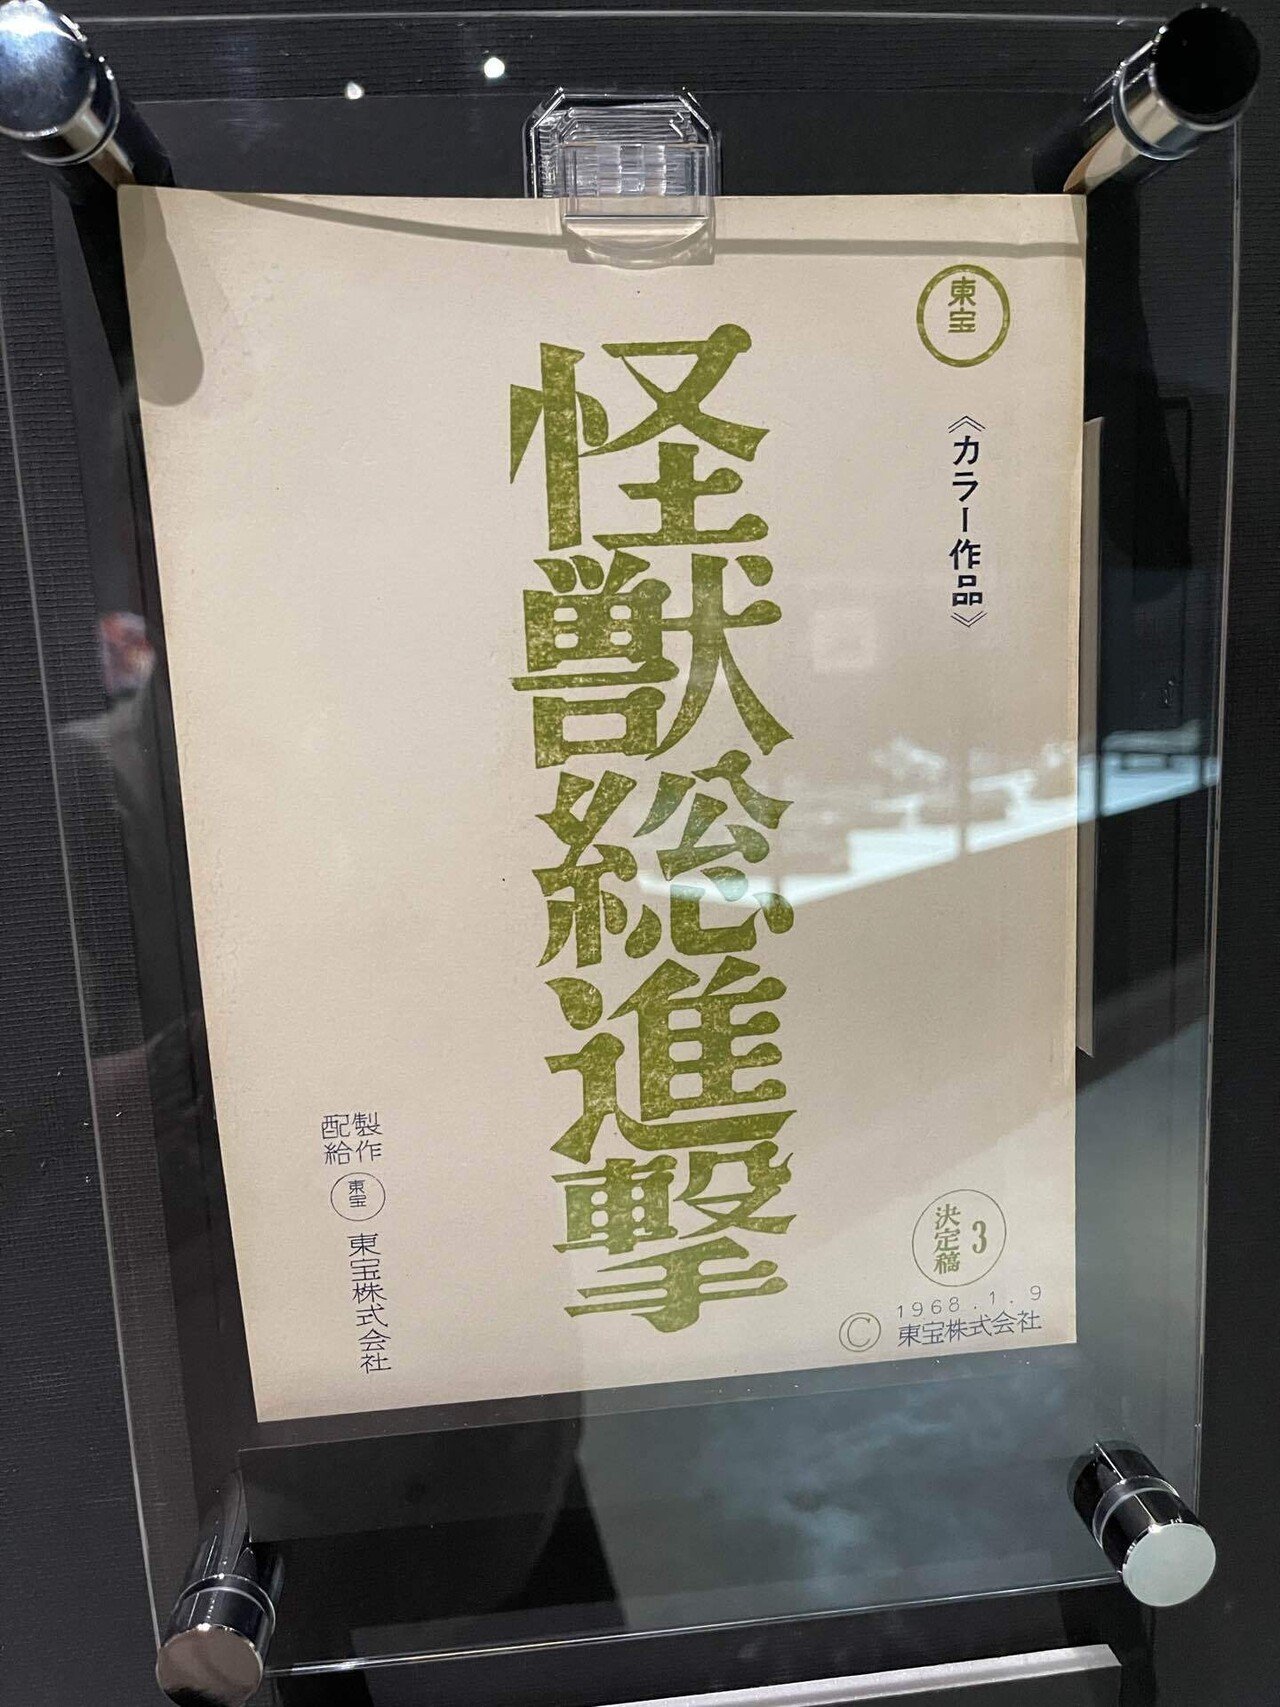 東宝
《カラー作品》
怪獣総進撃
製作
配給
東宝
東宝株式会社
決定稿
3
1968.1.9
©東宝株式会社